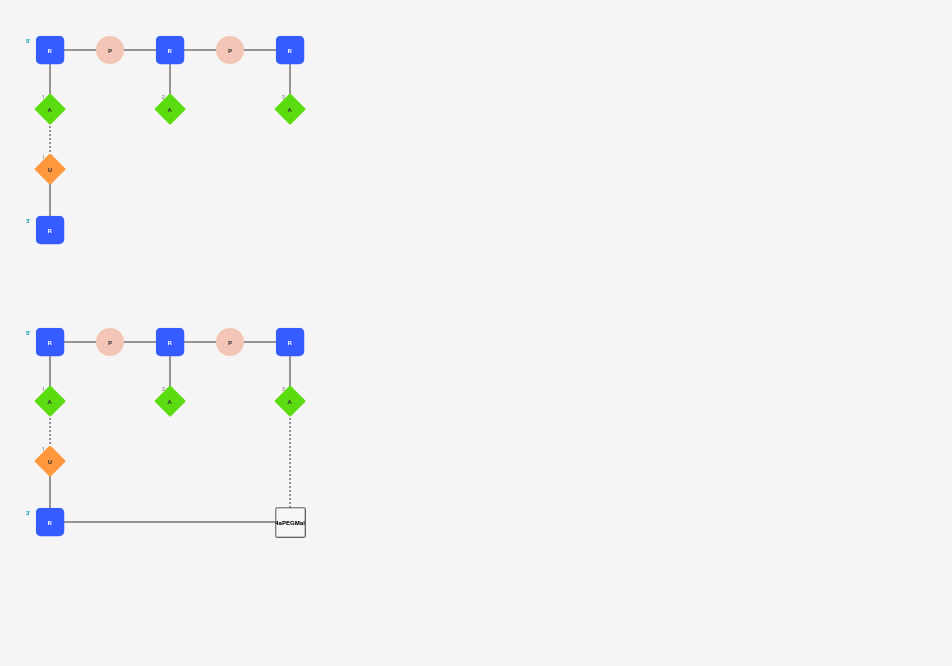 5' R P R P R
1 2 3
A A A
1
U
3' R
5' R P R P R
1 2 3
A A A
1
U
3' R 4aPEGMal